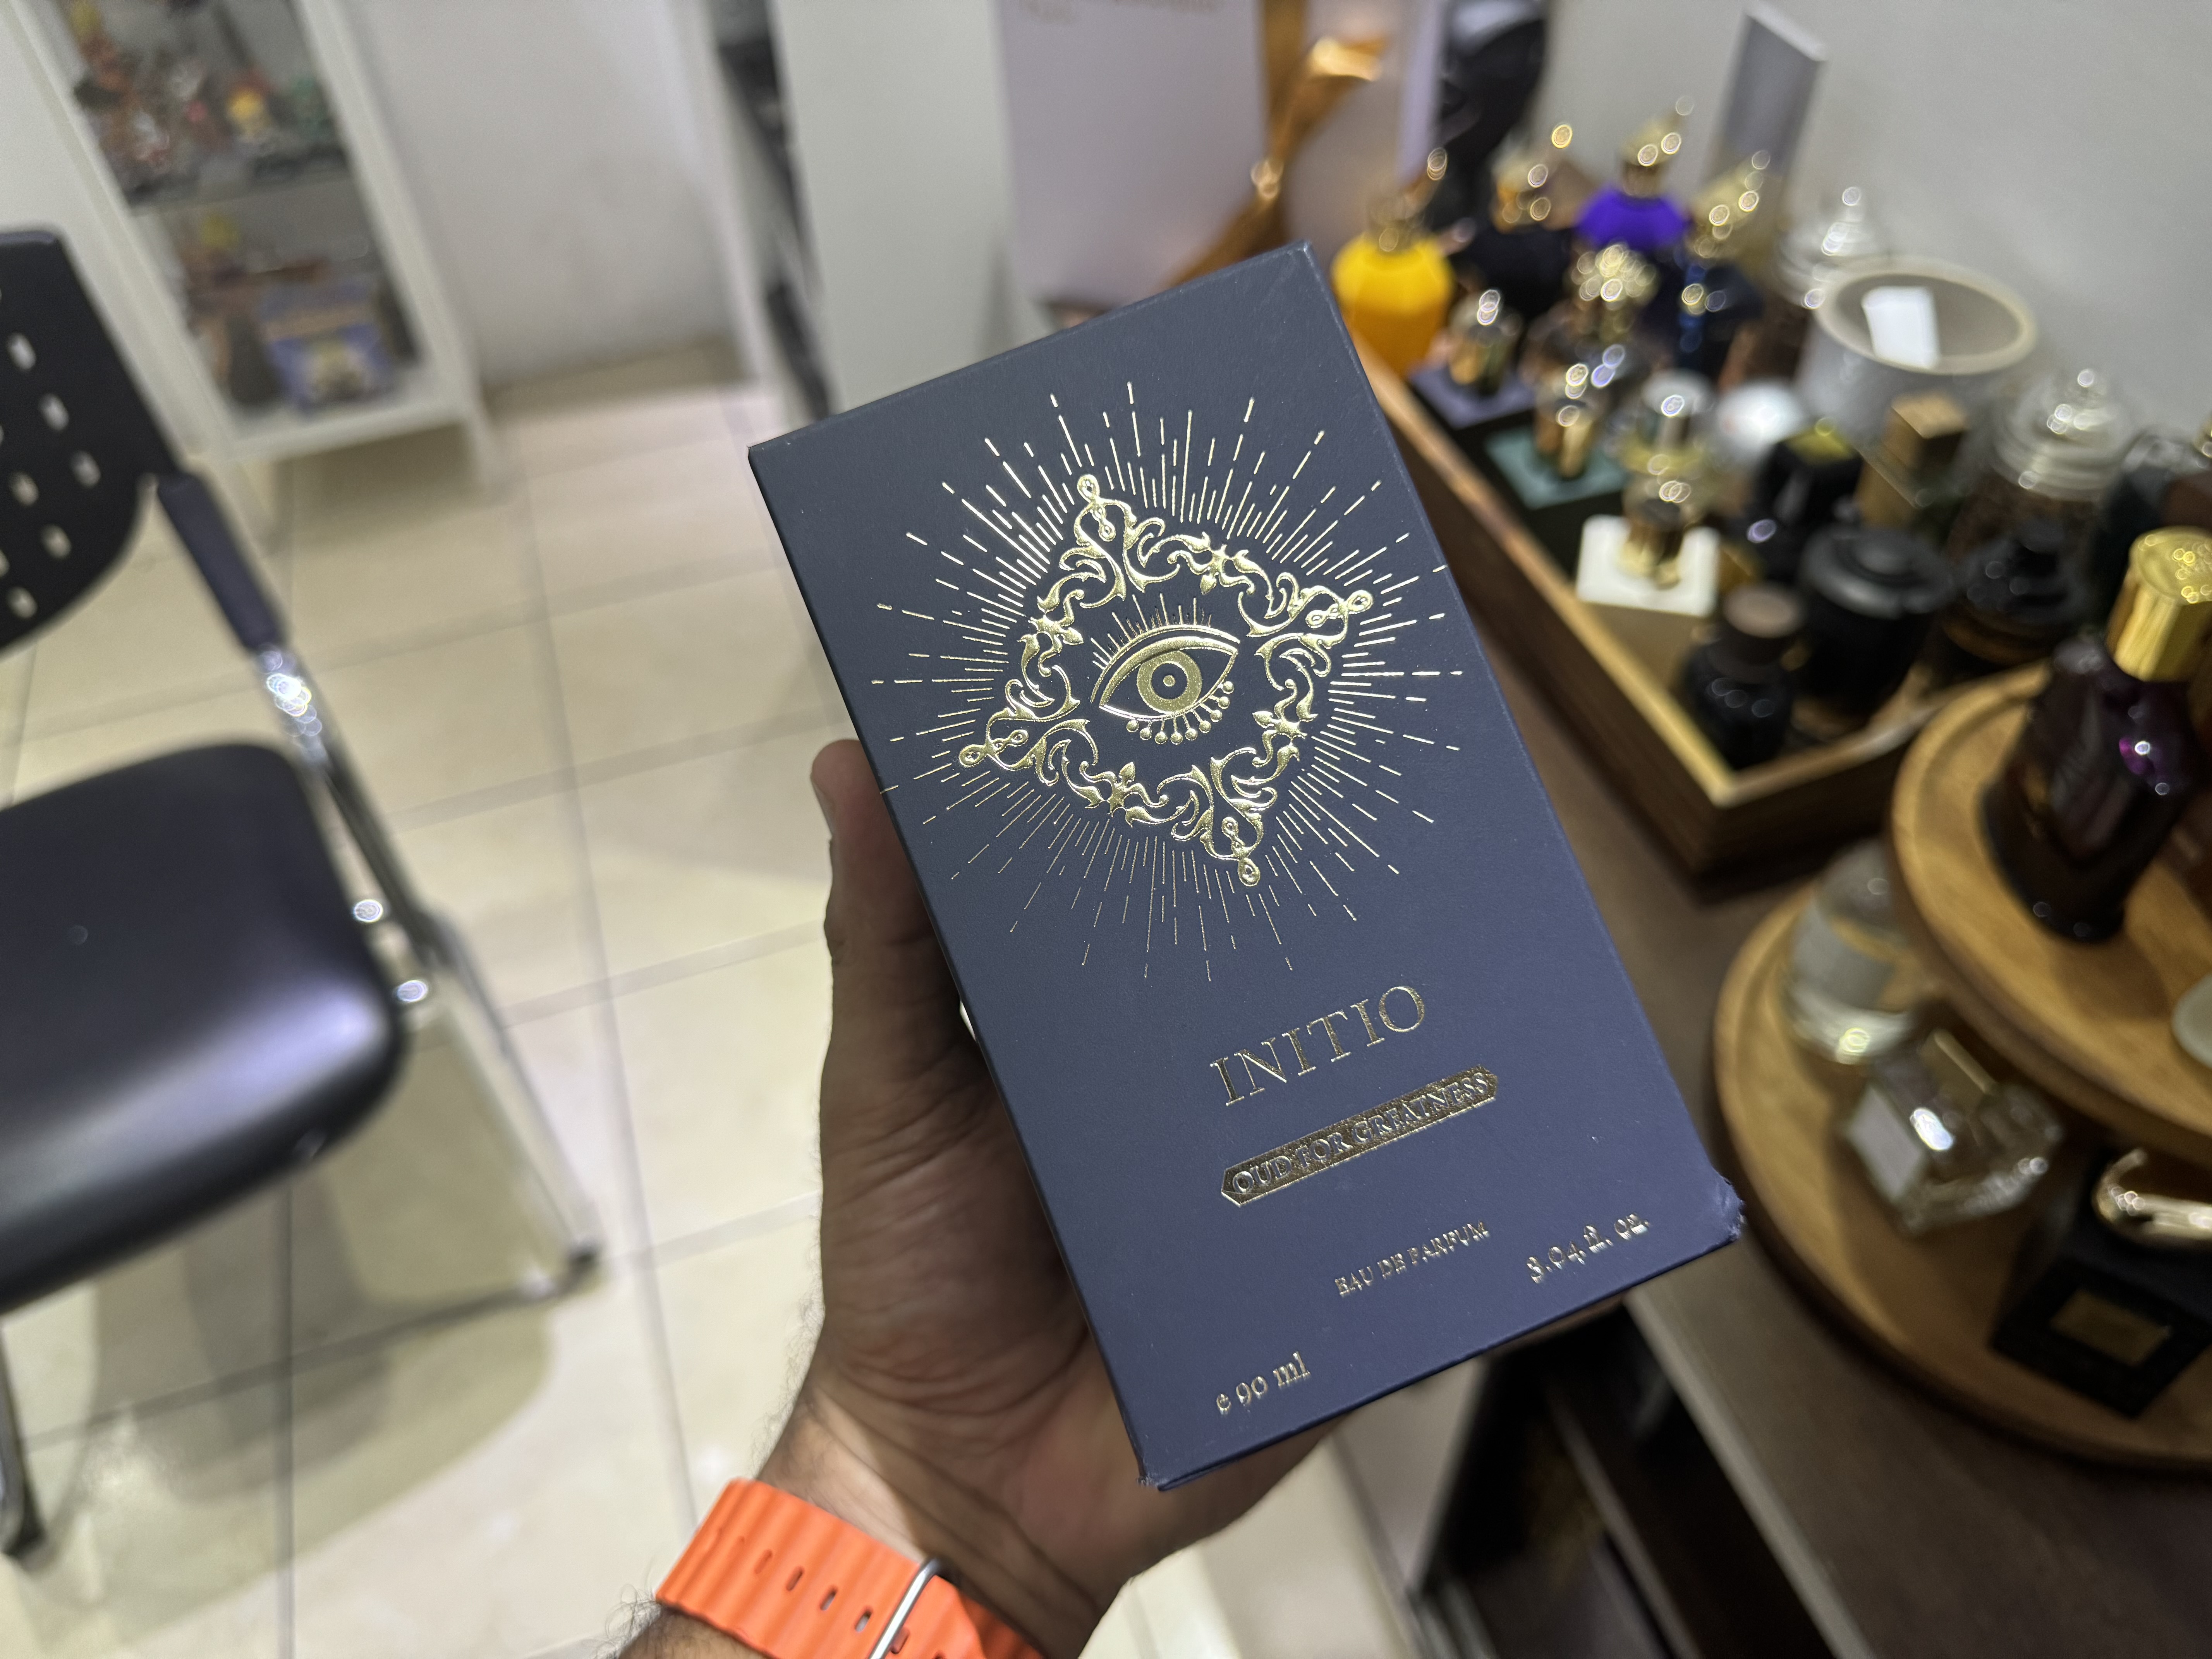 INITIO
OUD FOR GREATNESS
EAU DE PARFUM
3.04 fl. oz.
e 90 ml